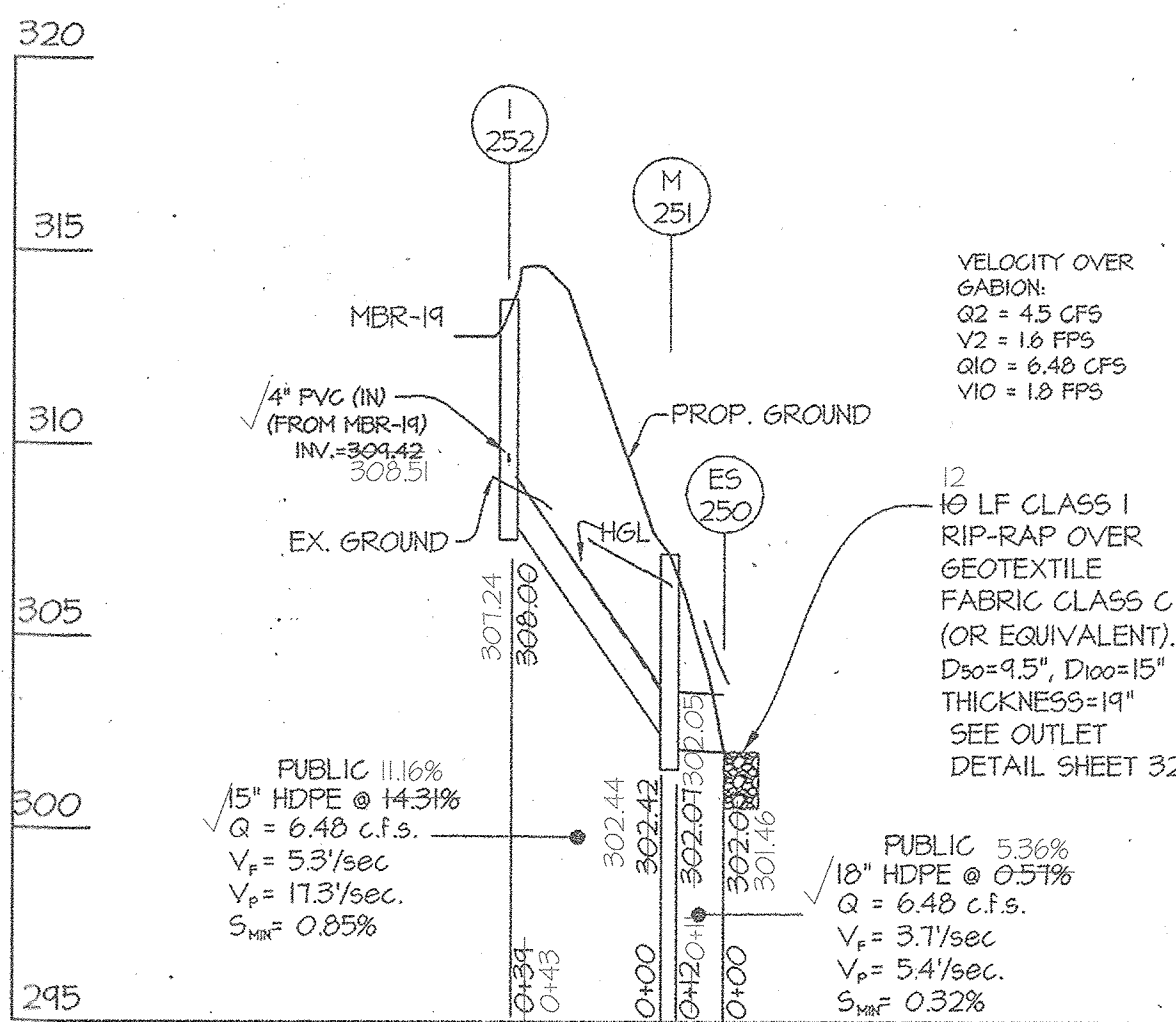 320
315
310
305
300
295
I
252
M
251
ES
250
MBR-19
4" PVC (IN)
(FROM MBR-19)
INV.=309.42
308.51
EX. GROUND
HGL
PROP. GROUND
VELOCITY OVER
GABION:
Q2 = 4.5 CFS
V2 = 1.6 FPS
Q10 = 6.48 CFS
V10 = 1.8 FPS
12
10 LF CLASS I
RIP-RAP OVER
GEOTEXTILE
FABRIC CLASS C
(OR EQUIVALENT).
D50=9.5", D100=15"
THICKNESS=19"
SEE OUTLET
DETAIL SHEET 32
307.24
308.00
302.44
302.42
302.07
302.05
302.00
301.46
PUBLIC 11.16%
15" HDPE @ 14.31%
Q = 6.48 c.f.s.
VF = 5.3'/sec
VP = 17.3'/sec.
SMIN = 0.85%
PUBLIC 5.36%
18" HDPE @ 0.57%
Q = 6.48 c.f.s.
VF = 3.7'/sec
VP = 5.4'/sec.
SMIN = 0.32%
0+39
0+43
0+00
0+12
0+00